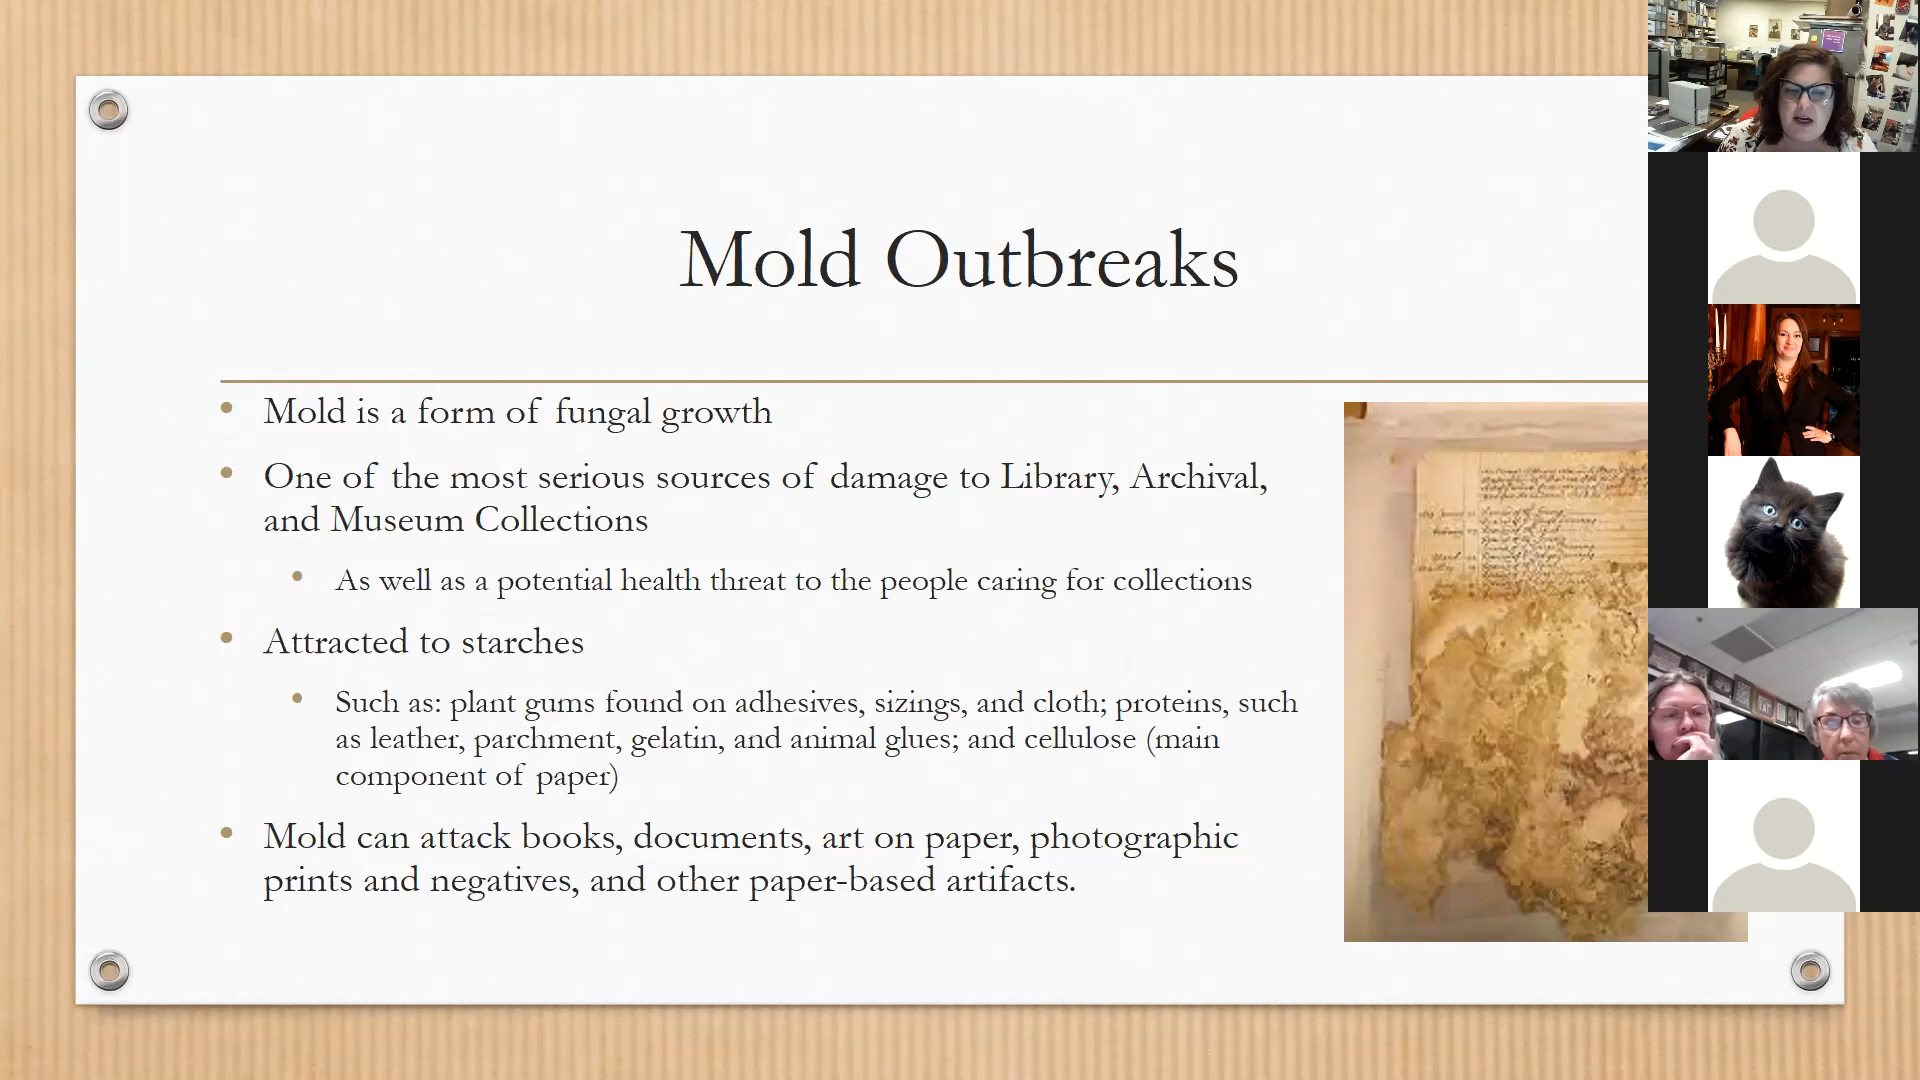 Mold Outbreaks
Mold is a form of fungal growth
One of the most serious sources of damage to Library, Archival,
and Museum Collections
As well as a potential health threat to the people caring for collections
Attracted to starches
Such as: plant gums found on adhesives, sizings, and cloth; proteins, such
as leather, parchment, gelatin, and animal glues; and cellulose (main
component of paper)
Mold can attack books, documents, art on paper, photographic
prints and negatives, and other paper-based artifacts.